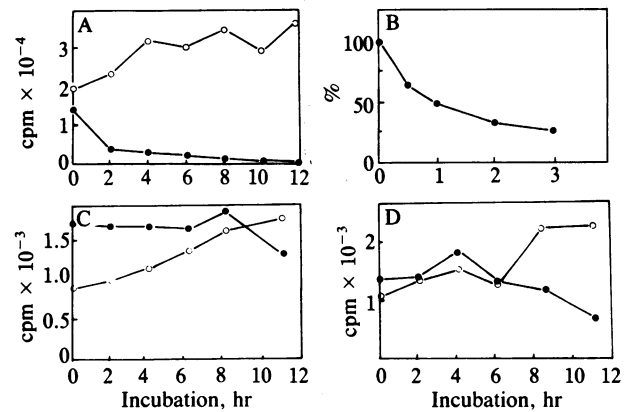 A
cpm × 10⁻⁴
3
2
1
0
0 2 4 6 8 10 12
B
%
100
50
0
0 1 2 3
C
cpm × 10⁻³
1.5
1.0
0.5
0
0 2 4 6 8 10 12
Incubation, hr
D
cpm × 10⁻³
2
1
0 2 4 6 8 10 12
Incubation, hr